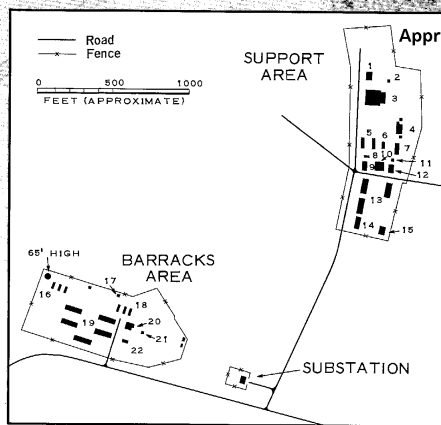 Road
Fence
0 500 1000
FEET (APPROXIMATE)
Appr
SUPPORT
AREA
1
2
3
4
5 6
7
8 10
9
11
12
13
14
15
65' HIGH
BARRACKS
AREA
16
17
18
19
20
21
22
SUBSTATION